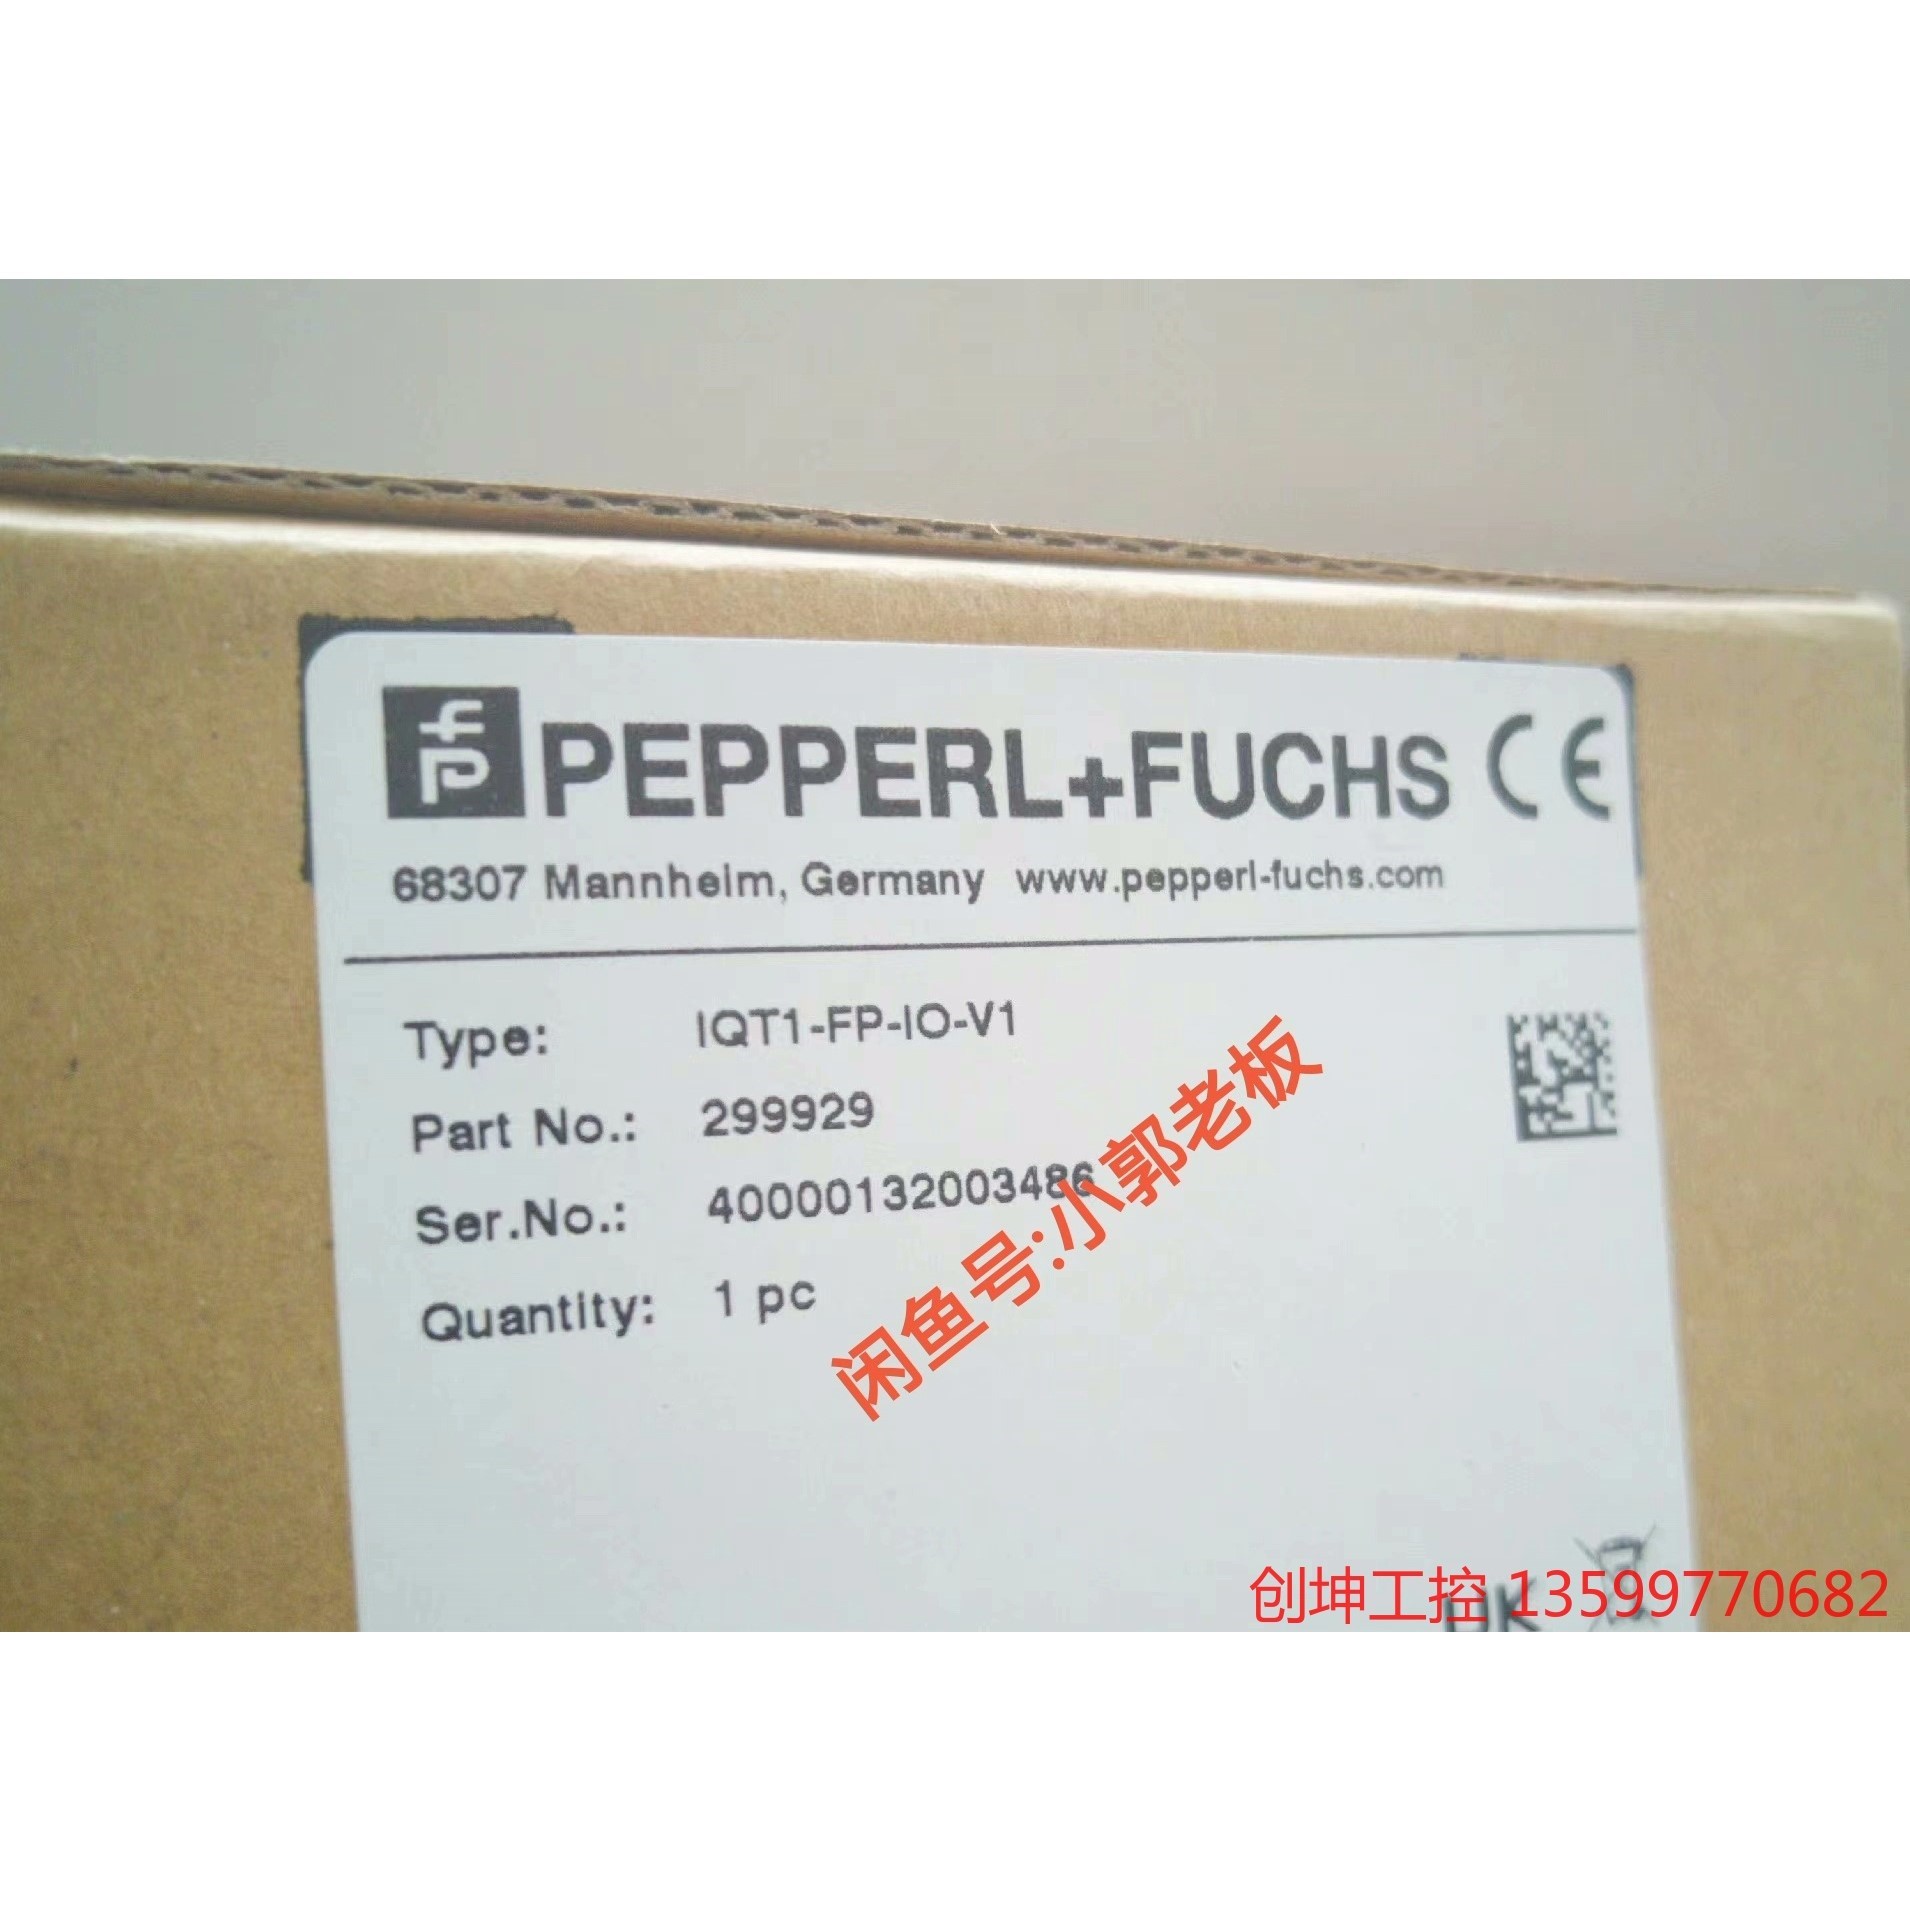 PEPPERL+FUCHS CE
68307 Mannheim, Germany www.pepperl-fuchs.com
Type: IQT1-FP-IO-V1
Part No.: 299929
Ser.No.: 40000132003486
Quantity: 1 pc
闲鱼号:小郭老板
创坤工控 13599770682
UK